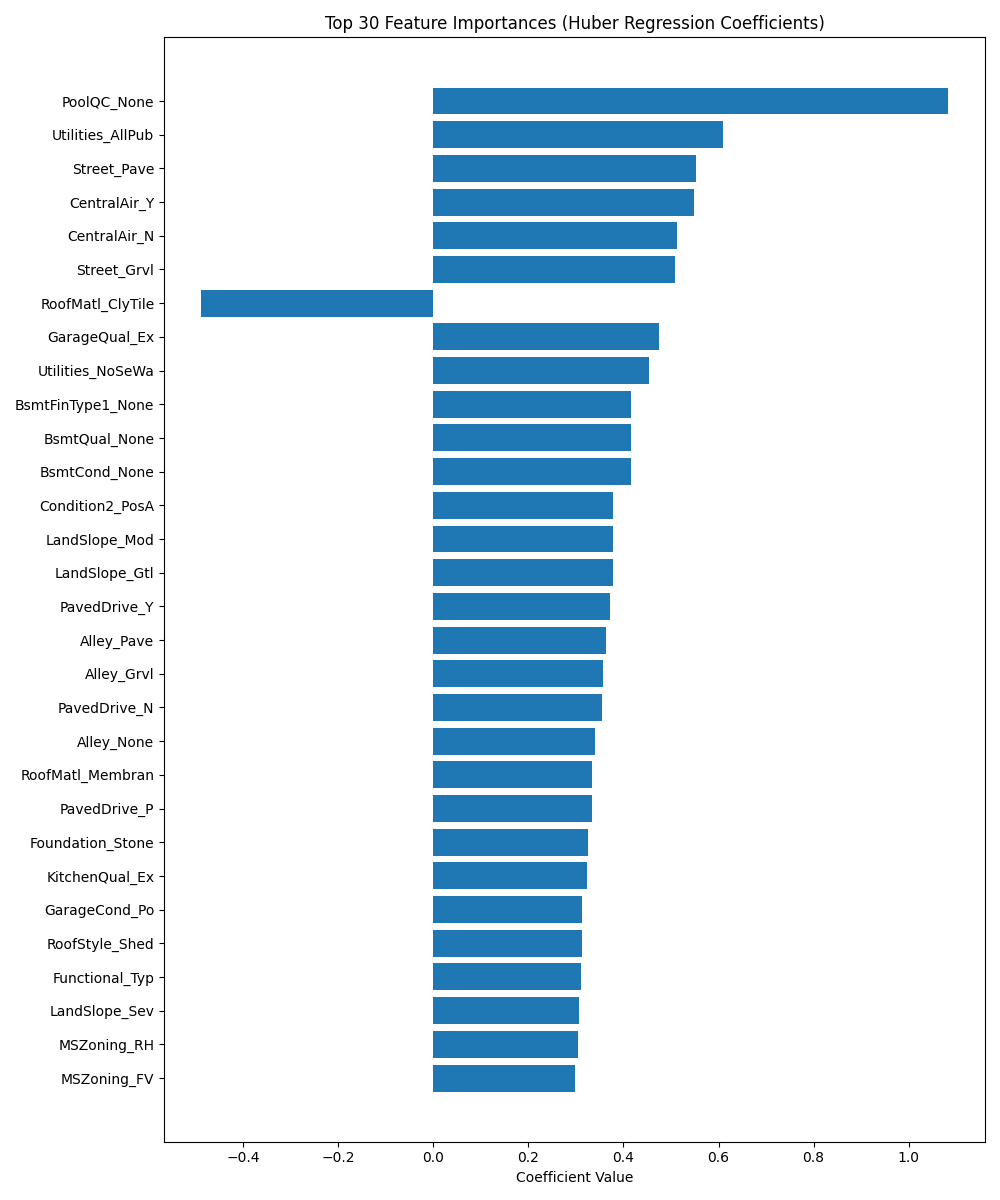 Top 30 Feature Importances (Huber Regression Coefficients)
PoolQC_None
Utilities_AllPub
Street_Pave
CentralAir_Y
CentralAir_N
Street_Grvl
RoofMatl_ClyTile
GarageQual_Ex
Utilities_NoSeWa
BsmtFinType1_None
BsmtQual_None
BsmtCond_None
Condition2_PosA
LandSlope_Mod
LandSlope_Gtl
PavedDrive_Y
Alley_Pave
Alley_Grvl
PavedDrive_N
Alley_None
RoofMatl_Membran
PavedDrive_P
Foundation_Stone
KitchenQual_Ex
GarageCond_Po
RoofStyle_Shed
Functional_Typ
LandSlope_Sev
MSZoning_RH
MSZoning_FV
−0.4 −0.2 0.0 0.2 0.4 0.6 0.8 1.0
Coefficient Value